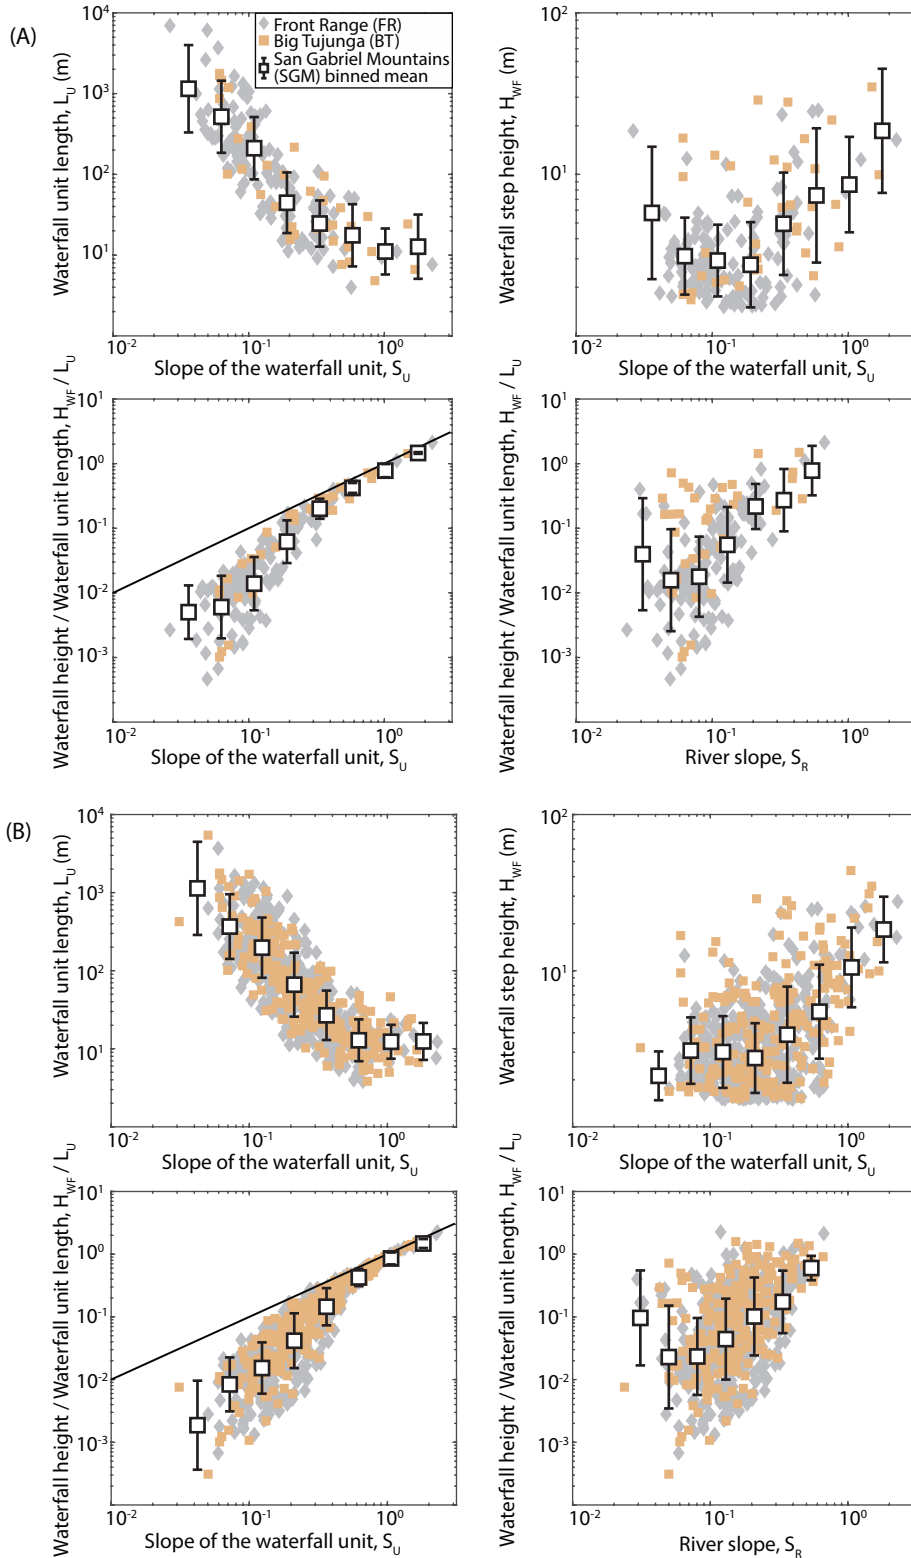 (A)
Waterfall unit length, L_U (m)
10^4
10^3
10^2
10^1
10^-2
10^-1
10^0
Slope of the waterfall unit, S_U
Front Range (FR)
Big Tujunga (BT)
San Gabriel Mountains
(SGM) binned mean
Waterfall step height, H_WF (m)
10^2
10^1
10^-2
10^-1
10^0
Slope of the waterfall unit, S_U
Waterfall height / Waterfall unit length, H_WF / L_U
10^1
10^0
10^-1
10^-2
10^-3
10^-2
10^-1
10^0
Slope of the waterfall unit, S_U
Waterfall height / Waterfall unit length, H_WF / L_U
10^1
10^0
10^-1
10^-2
10^-3
10^-2
10^-1
10^0
River slope, S_R
(B)
Waterfall unit length, L_U (m)
10^4
10^3
10^2
10^1
10^-2
10^-1
10^0
Slope of the waterfall unit, S_U
Waterfall step height, H_WF (m)
10^2
10^1
10^-2
10^-1
10^0
Slope of the waterfall unit, S_U
Waterfall height / Waterfall unit length, H_WF / L_U
10^1
10^0
10^-1
10^-2
10^-3
10^-2
10^-1
10^0
Slope of the waterfall unit, S_U
Waterfall height / Waterfall unit length, H_WF / L_U
10^1
10^0
10^-1
10^-2
10^-3
10^-2
10^-1
10^0
River slope, S_R